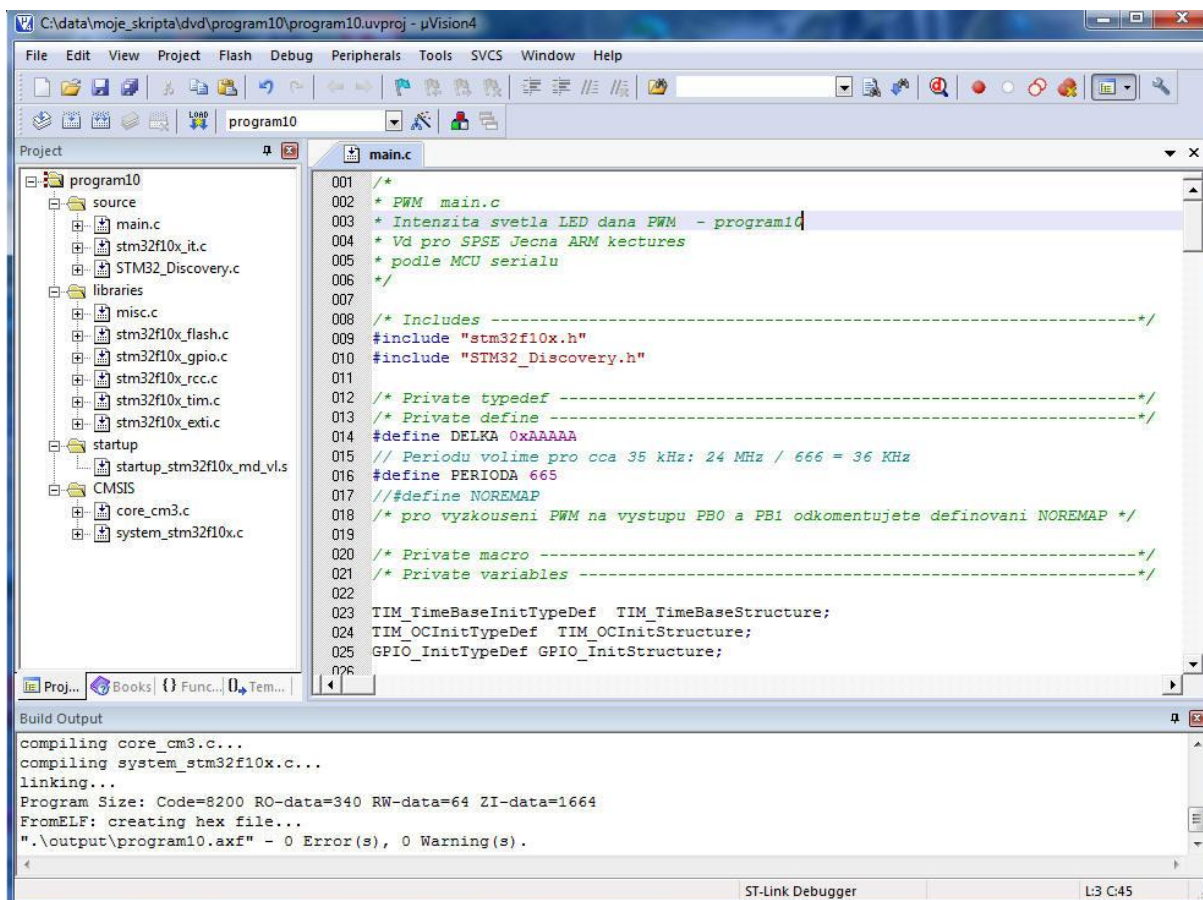 C:\data\moje_skripta\dvd\program10\program10.uvproj - µVision4
File Edit View Project Flash Debug Peripherals Tools SVCS Window Help
LOAD program10
Project
program10
source
main.c
stm32f10x_it.c
STM32_Discovery.c
libraries
misc.c
stm32f10x_flash.c
stm32f10x_gpio.c
stm32f10x_rcc.c
stm32f10x_tim.c
stm32f10x_exti.c
startup
startup_stm32f10x_md_vl.s
CMSIS
core_cm3.c
system_stm32f10x.c
Proj... Books {} Func... 0 Tem...
main.c
001 /*
002 * PWM main.c
003 * Intenzita svetla LED dana PWM - program10
004 * Vd pro SPSE Jecna ARM kectures
005 * podle MCU serialu
006 */
007
008 /* Includes ------------------------------------------------------------------*/
009 #include "stm32f10x.h"
010 #include "STM32_Discovery.h"
011
012 /* Private typedef -----------------------------------------------------------*/
013 /* Private define ------------------------------------------------------------*/
014 #define DELKA 0xAAAAA
015 // Periodu volime pro cca 35 kHz: 24 MHz / 666 = 36 KHz
016 #define PERIODA 665
017 //#define NOREMAP
018 /* pro vyzkouseni PWM na vystupu PB0 a PB1 odkomentujete definovani NOREMAP */
019
020 /* Private macro -------------------------------------------------------------*/
021 /* Private variables ---------------------------------------------------------*/
022
023 TIM_TimeBaseInitTypeDef TIM_TimeBaseStructure;
024 TIM_OCInitTypeDef TIM_OCInitStructure;
025 GPIO_InitTypeDef GPIO_InitStructure;
026
Build Output
compiling core_cm3.c...
compiling system_stm32f10x.c...
linking...
Program Size: Code=8200 RO-data=340 RW-data=64 ZI-data=1664
FromELF: creating hex file...
".\output\program10.axf" - 0 Error(s), 0 Warning(s).
ST-Link Debugger L:3 C:45